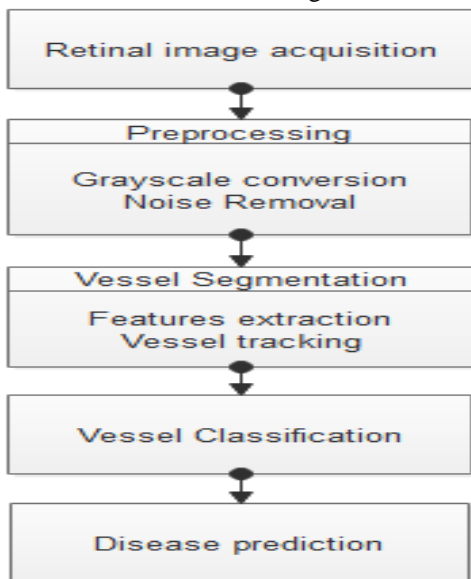 Retinal image acquisition
Preprocessing
Grayscale conversion
Noise Removal
Vessel Segmentation
Features extraction
Vessel tracking
Vessel Classification
Disease prediction